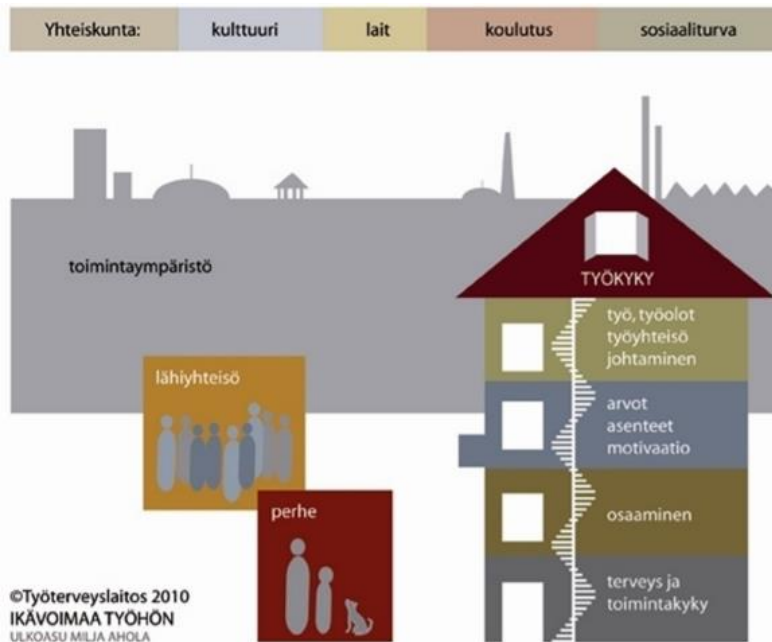 Yhteiskunta: kulttuuri lait koulutus sosiaaliturva
toimintaympäristö
TYÖKYKY
työ, työolot
työyhteisö
johtaminen
lähiyhteisö
arvot
asenteet
motivaatio
perhe
osaaminen
terveys ja
toimintakyky
©Työterveyslaitos 2010
IKÄVOIMAA TYÖHÖN
ULKOASU MILJA AHOLA